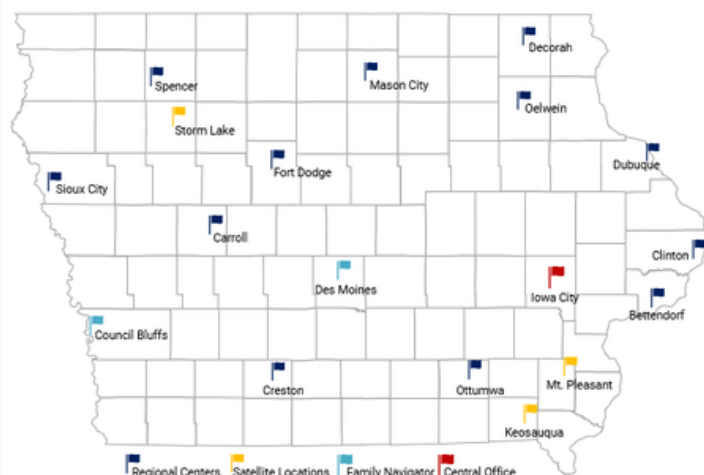 Decorah
Spencer
Mason City
Oelwein
Storm Lake
Dubuque
Fort Dodge
Sioux City
Carroll
Clinton
Des Moines
Iowa City
Bettendorf
Council Bluffs
Creston
Ottumwa
Mt. Pleasant
Keosauqua
Regional Centers Satellite Locations Family Navigator Central Office